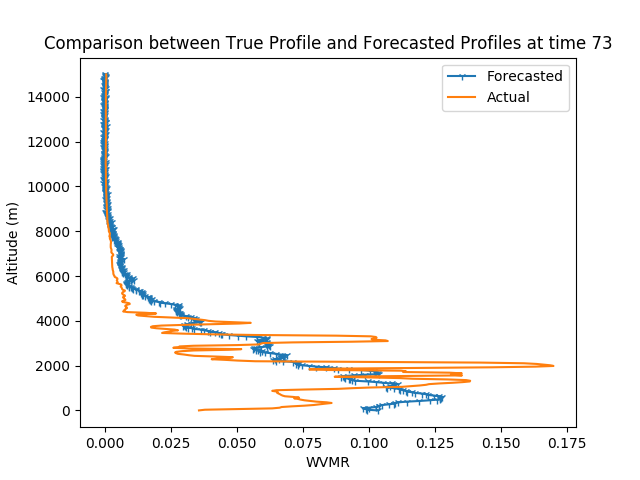 Comparison between True Profile and Forecasted Profiles at time 73
Forecasted
Actual
14000
12000
10000
8000
6000
4000
2000
0
Altitude (m)
0.000 0.025 0.050 0.075 0.100 0.125 0.150 0.175
WVMR